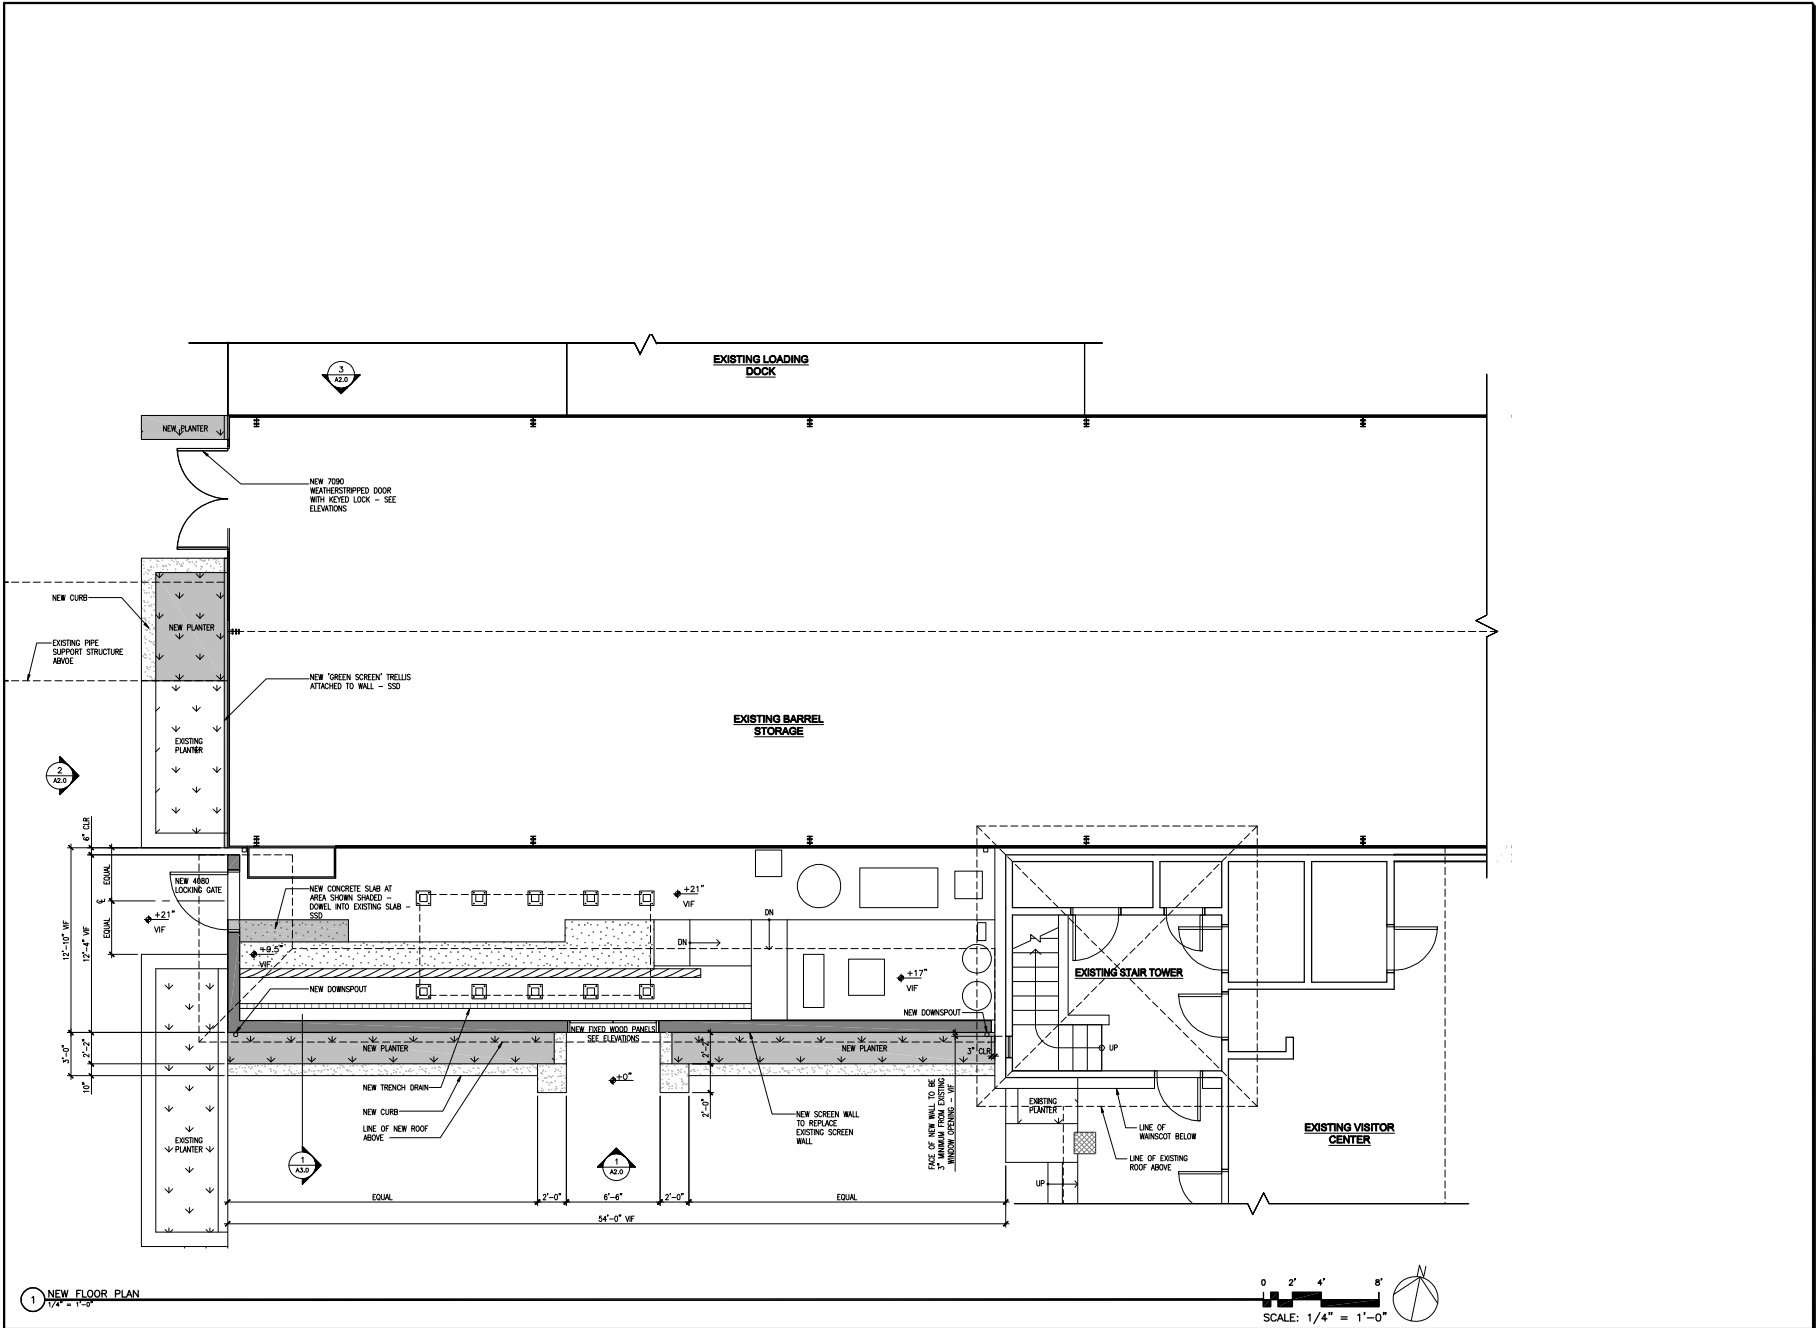 EXISTING LOADING
DOCK
3
A2.0
NEW PLANTER
NEW 7090
WEATHERSTRIPPED DOOR
WITH KEYED LOCK - SEE
ELEVATIONS
NEW CURB
NEW PLANTER
EXISTING PIPE
SUPPORT STRUCTURE
ABVOE
NEW 'GREEN SCREEN' TRELLIS
ATTACHED TO WALL - SSD
EXISTING BARREL
STORAGE
EXISTING
PLANTER
2
A2.0
6" CLR
EQUAL
EQUAL
12'-10" VIF
12'-4" VIF
3'-0"
2'-2"
10"
NEW 4080
LOCKING GATE
+21"
VIF
NEW CONCRETE SLAB AT
AREA SHOWN SHADED -
DOWEL INTO EXISTING SLAB -
SSD
+21"
VIF
DN
DN
+9.5"
VIF
+17"
VIF
EXISTING STAIR TOWER
NEW DOWNSPOUT
NEW DOWNSPOUT
NEW FIXED WOOD PANELS
SEE ELEVATIONS
NEW PLANTER
NEW PLANTER
2'-2"
3" CLR
UP
+0"
NEW TRENCH DRAIN
NEW CURB
LINE OF NEW ROOF
ABOVE
2'-0"
NEW SCREEN WALL
TO REPLACE
EXISTING SCREEN
WALL
FACE OF NEW WALL TO BE
3" MINIMUM FROM EXISTING
WINDOW OPENING - VIF
EXISTING
PLANTER
LINE OF
WAINSCOT BELOW
LINE OF EXISTING
ROOF ABOVE
EXISTING VISITOR
CENTER
EXISTING
PLANTER
1
A3.0
1
A2.0
UP
EQUAL
2'-0"
6'-6"
2'-0"
EQUAL
54'-0" VIF
1
NEW FLOOR PLAN
1/4" = 1'-0"
0 2' 4' 8'
SCALE: 1/4" = 1'-0"
N